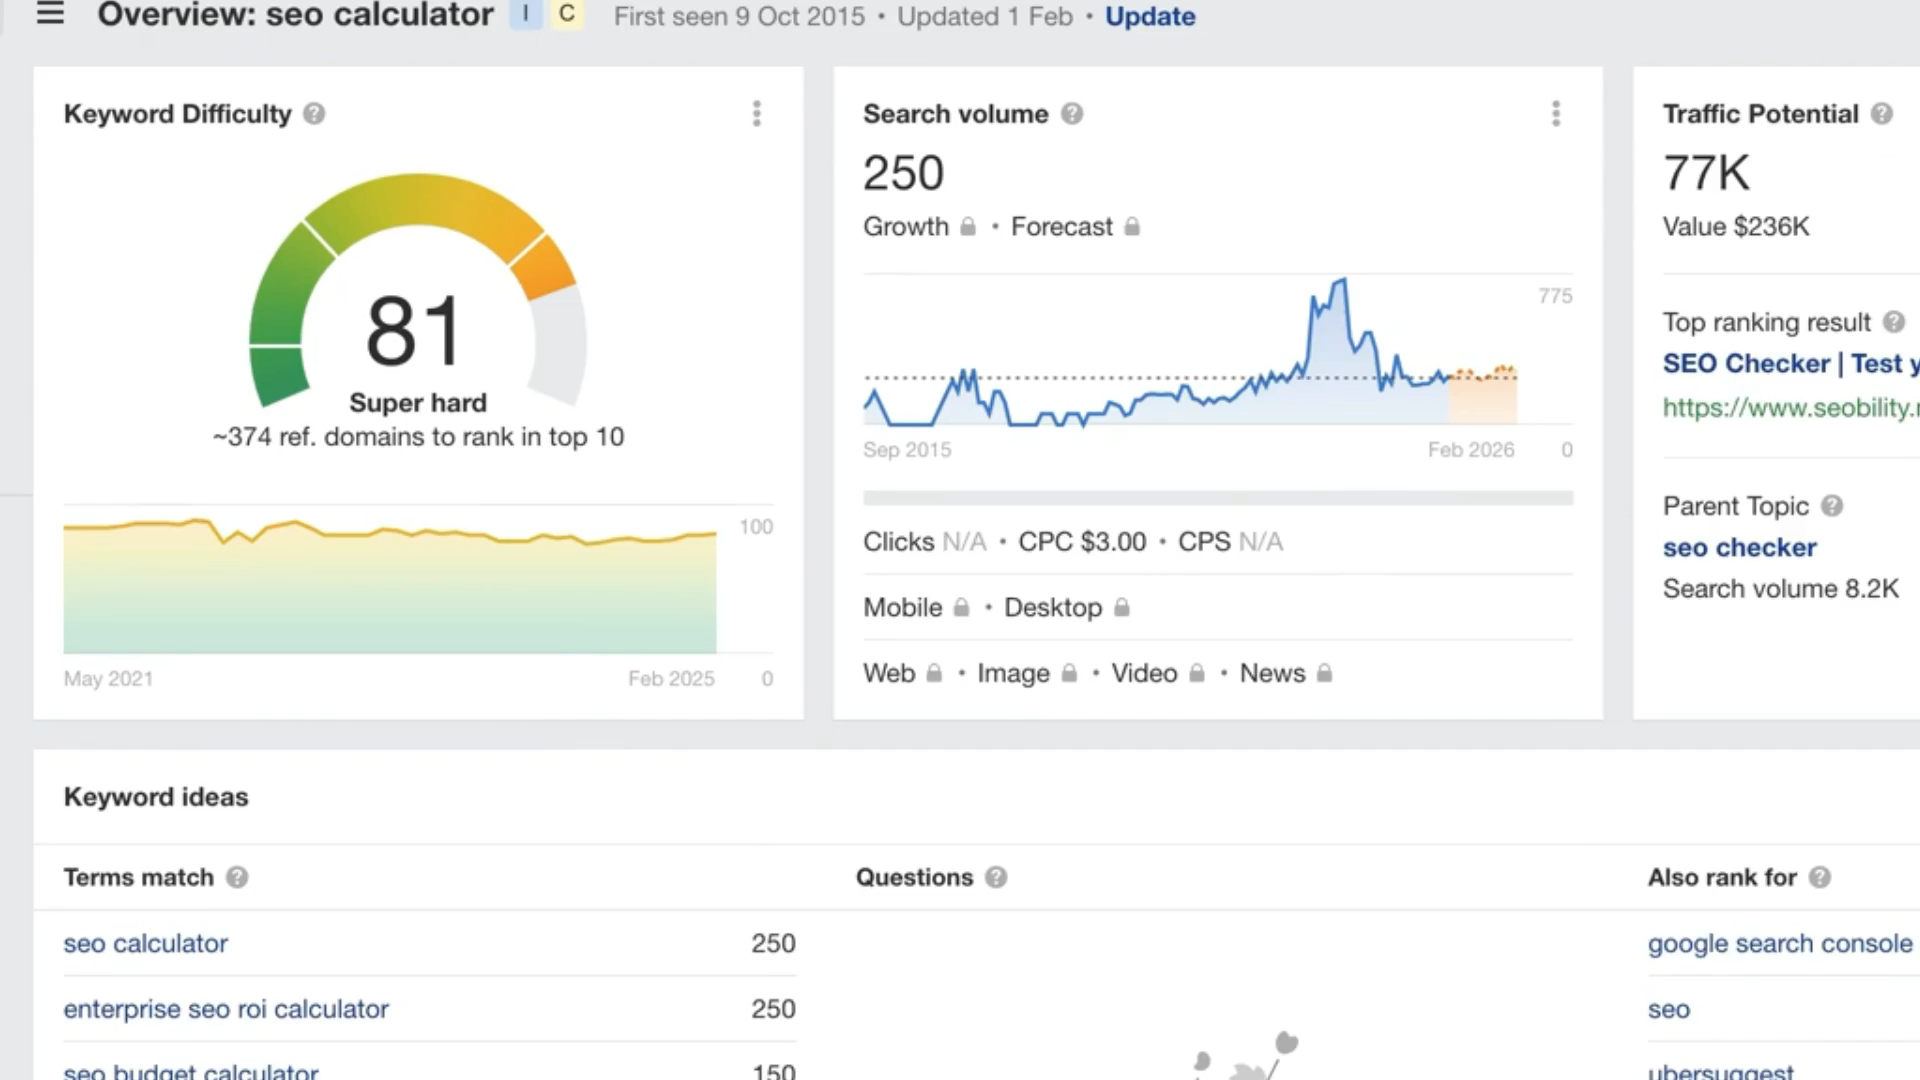 Overview: seo calculator I C First seen 9 Oct 2015 • Updated 1 Feb • Update
Keyword Difficulty
81
Super hard
~374 ref. domains to rank in top 10
100
May 2021 Feb 2025 0
Search volume
250
Growth • Forecast
775
Sep 2015 Feb 2026 0
Clicks N/A • CPC $3.00 • CPS N/A
Mobile • Desktop
Web • Image • Video • News
Traffic Potential
77K
Value $236K
Top ranking result
SEO Checker | Test
https://www.seobility.
Parent Topic
seo checker
Search volume 8.2K
Keyword ideas
Terms match
seo calculator 250
enterprise seo roi calculator 250
seo budget calculator 150
Questions
Also rank for
google search console
seo
ubersuggest